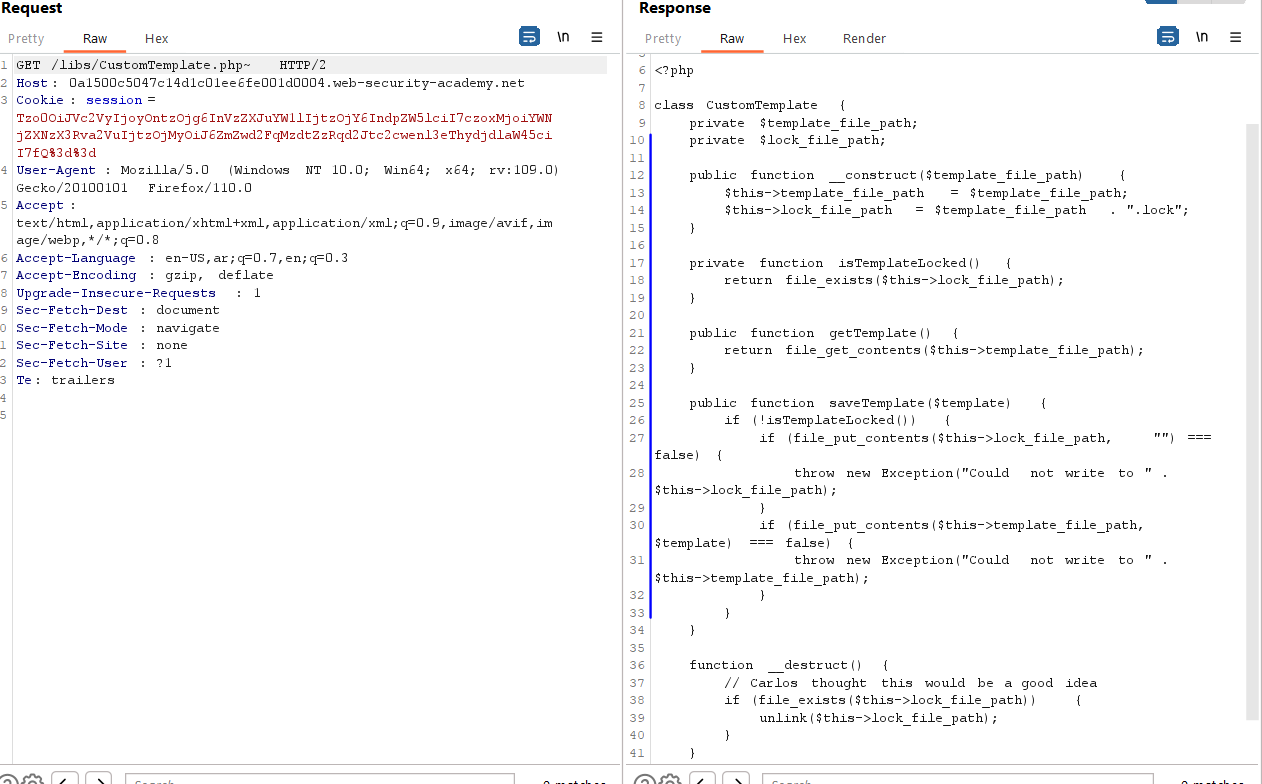 Request
Response
Pretty Raw Hex \n
Pretty Raw Hex Render \n
1 GET /libs/CustomTemplate.php~ HTTP/2
2 Host: 0a1500c5047c14d1c01ee6fe001d0004.web-security-academy.net
3 Cookie: session=
Tzo0OiJVc2VyIjoyOntzOjg6InVzZXJuYW1lIjtzOjY6IndpZW5lciI7czoxMjoiYWN
jZXNzX3Rva2VuIjtzOjMyOiJ6ZmZwd2FqMzdtZzRqd2Jtc2cwenl3eThydjdlaW45ci
I7fQ%3d%3d
4 User-Agent: Mozilla/5.0 (Windows NT 10.0; Win64; x64; rv:109.0)
Gecko/20100101 Firefox/110.0
5 Accept:
text/html,application/xhtml+xml,application/xml;q=0.9,image/avif,im
age/webp,*/*;q=0.8
6 Accept-Language: en-US,ar;q=0.7,en;q=0.3
7 Accept-Encoding: gzip, deflate
8 Upgrade-Insecure-Requests: 1
9 Sec-Fetch-Dest: document
0 Sec-Fetch-Mode: navigate
1 Sec-Fetch-Site: none
2 Sec-Fetch-User: ?1
3 Te: trailers
4
5
6 <?php
7
8 class CustomTemplate {
9 private $template_file_path;
10 private $lock_file_path;
11
12 public function __construct($template_file_path) {
13 $this->template_file_path = $template_file_path;
14 $this->lock_file_path = $template_file_path . ".lock";
15 }
16
17 private function isTemplateLocked() {
18 return file_exists($this->lock_file_path);
19 }
20
21 public function getTemplate() {
22 return file_get_contents($this->template_file_path);
23 }
24
25 public function saveTemplate($template) {
26 if (!isTemplateLocked()) {
27 if (file_put_contents($this->lock_file_path, "") ===
false) {
28 throw new Exception("Could not write to " .
$this->lock_file_path);
29 }
30 if (file_put_contents($this->template_file_path,
$template) === false) {
31 throw new Exception("Could not write to " .
$this->template_file_path);
32 }
33 }
34 }
35
36 function __destruct() {
37 // Carlos thought this would be a good idea
38 if (file_exists($this->lock_file_path)) {
39 unlink($this->lock_file_path);
40 }
41 }